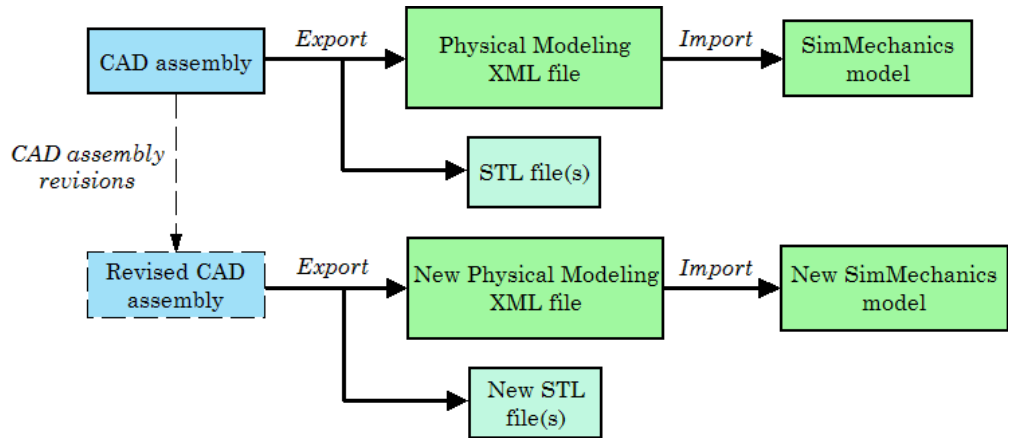 Export
Import
CAD assembly
Physical Modeling
XML file
SimMechanics
model
CAD assembly
revisions
STL file(s)
Revised CAD
assembly
Export
New Physical Modeling
XML file
Import
New SimMechanics
model
New STL
file(s)